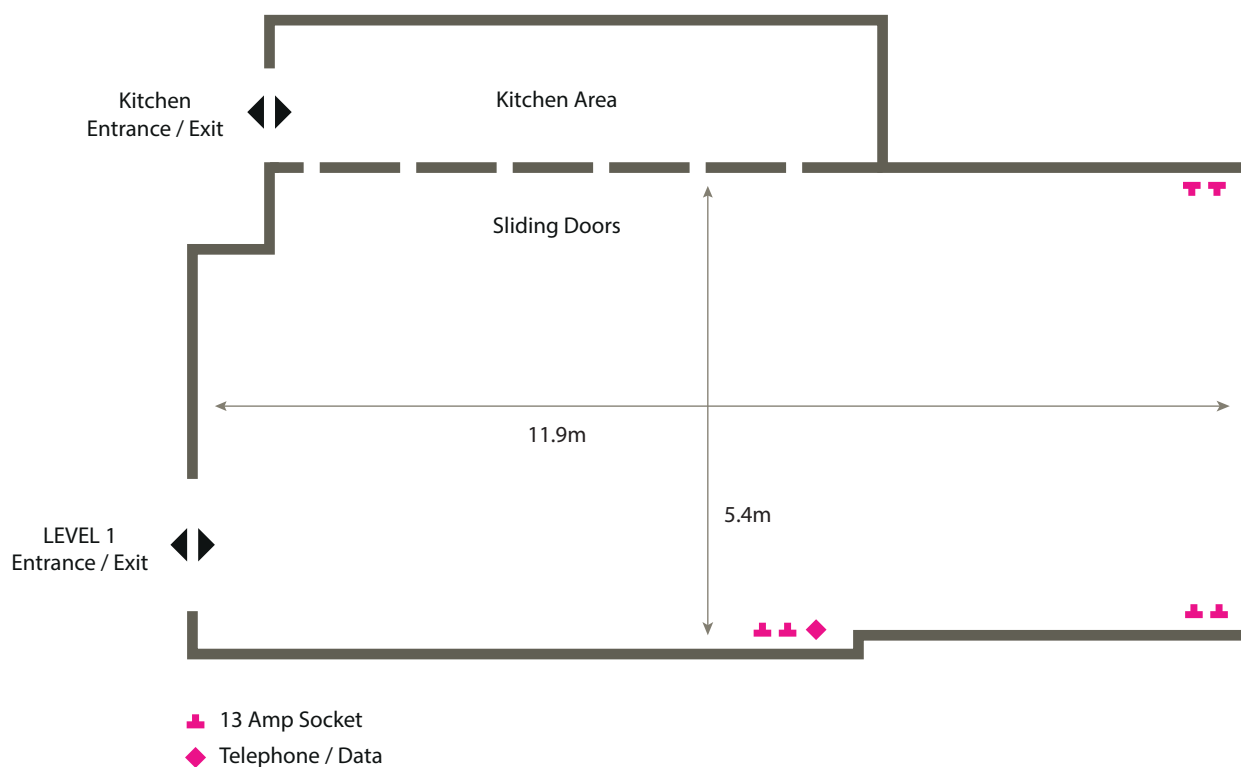 Kitchen
Entrance / Exit
Kitchen Area
Sliding Doors
11.9m
5.4m
LEVEL 1
Entrance / Exit
13 Amp Socket
Telephone / Data